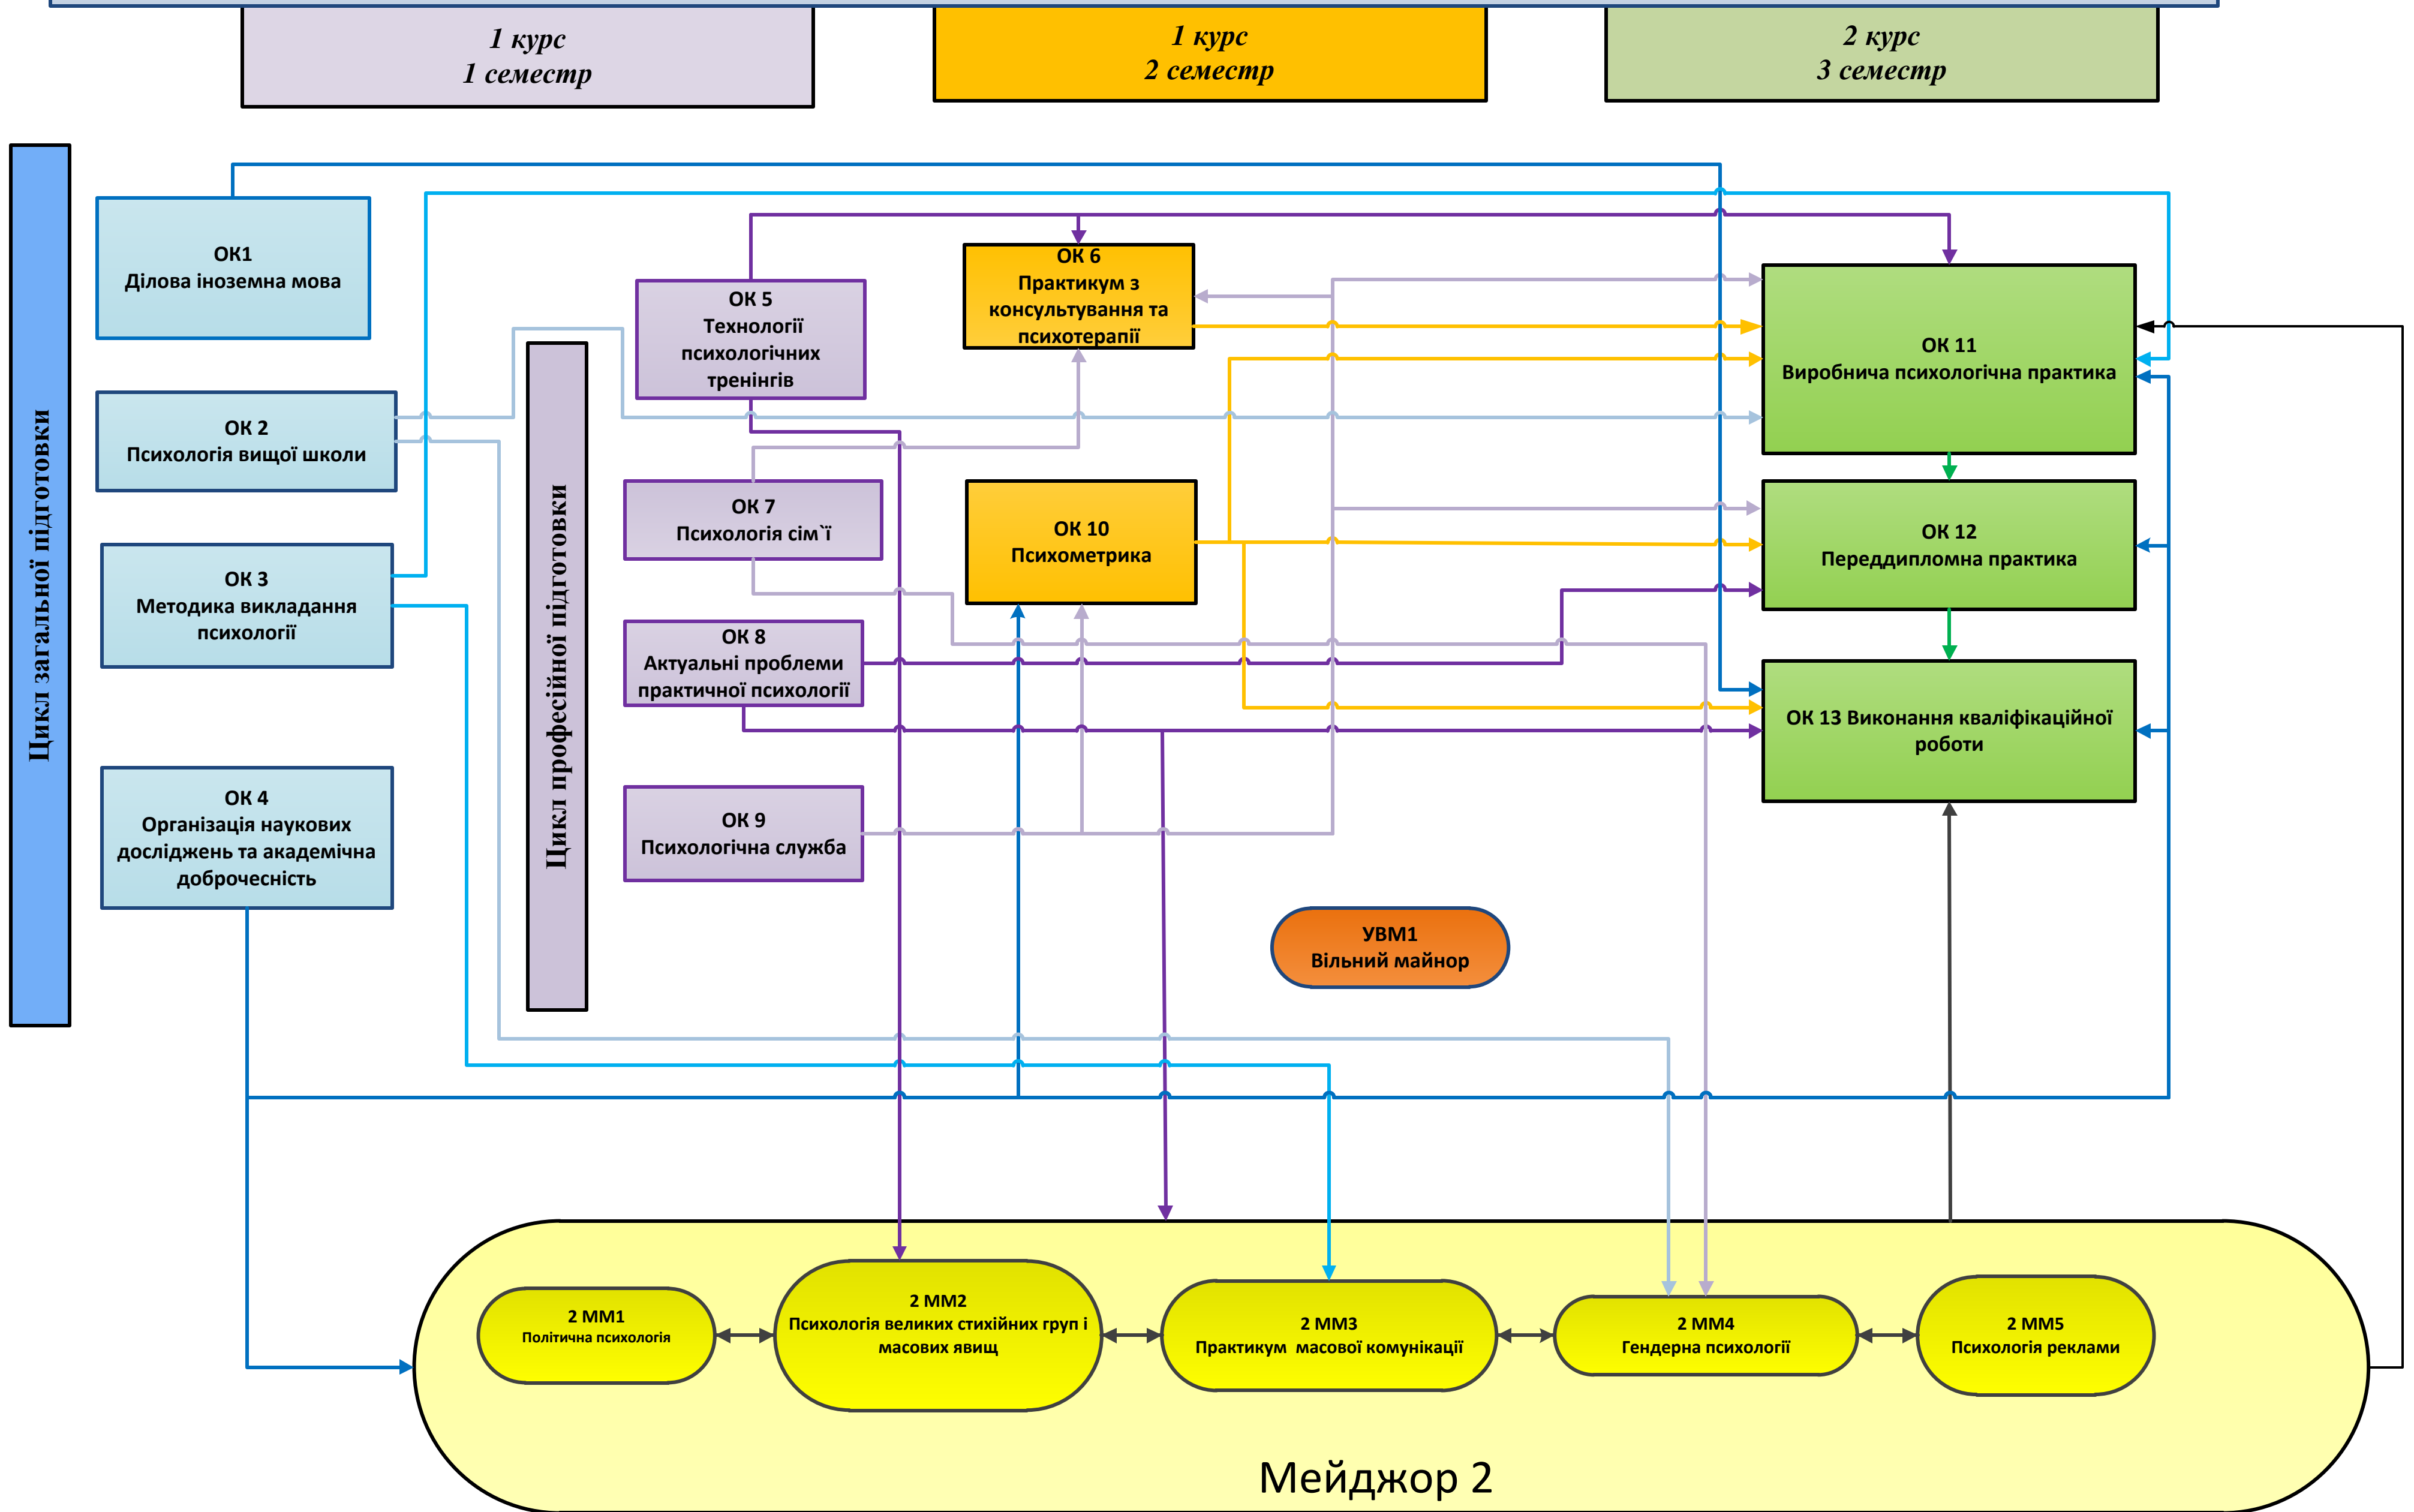 1 курс
1 семестр
1 курс
2 семестр
2 курс
3 семестр
Цикл загальної підготовки
ОК1
Ділова іноземна мова
ОК 2
Психологія вищої школи
ОК 3
Методика викладання
психології
ОК 4
Організація наукових
досліджень та академічна
доброчесність
Цикл професійної підготовки
ОК 5
Технології
психологічних
тренінгів
ОК 7
Психологія сім`ї
ОК 8
Актуальні проблеми
практичної психології
ОК 9
Психологічна служба
ОК 6
Практикум з
консультування та
психотерапії
ОК 10
Психометрика
ОК 11
Виробнича психологічна практика
ОК 12
Переддипломна практика
ОК 13 Виконання кваліфікаційної
роботи
УВМ1
Вільний майнор
2 ММ1
Політична психологія
2 ММ2
Психологія великих стихійних груп і
масових явищ
2 ММ3
Практикум масової комунікації
2 ММ4
Гендерна психології
2 ММ5
Психологія реклами
Мейджор 2